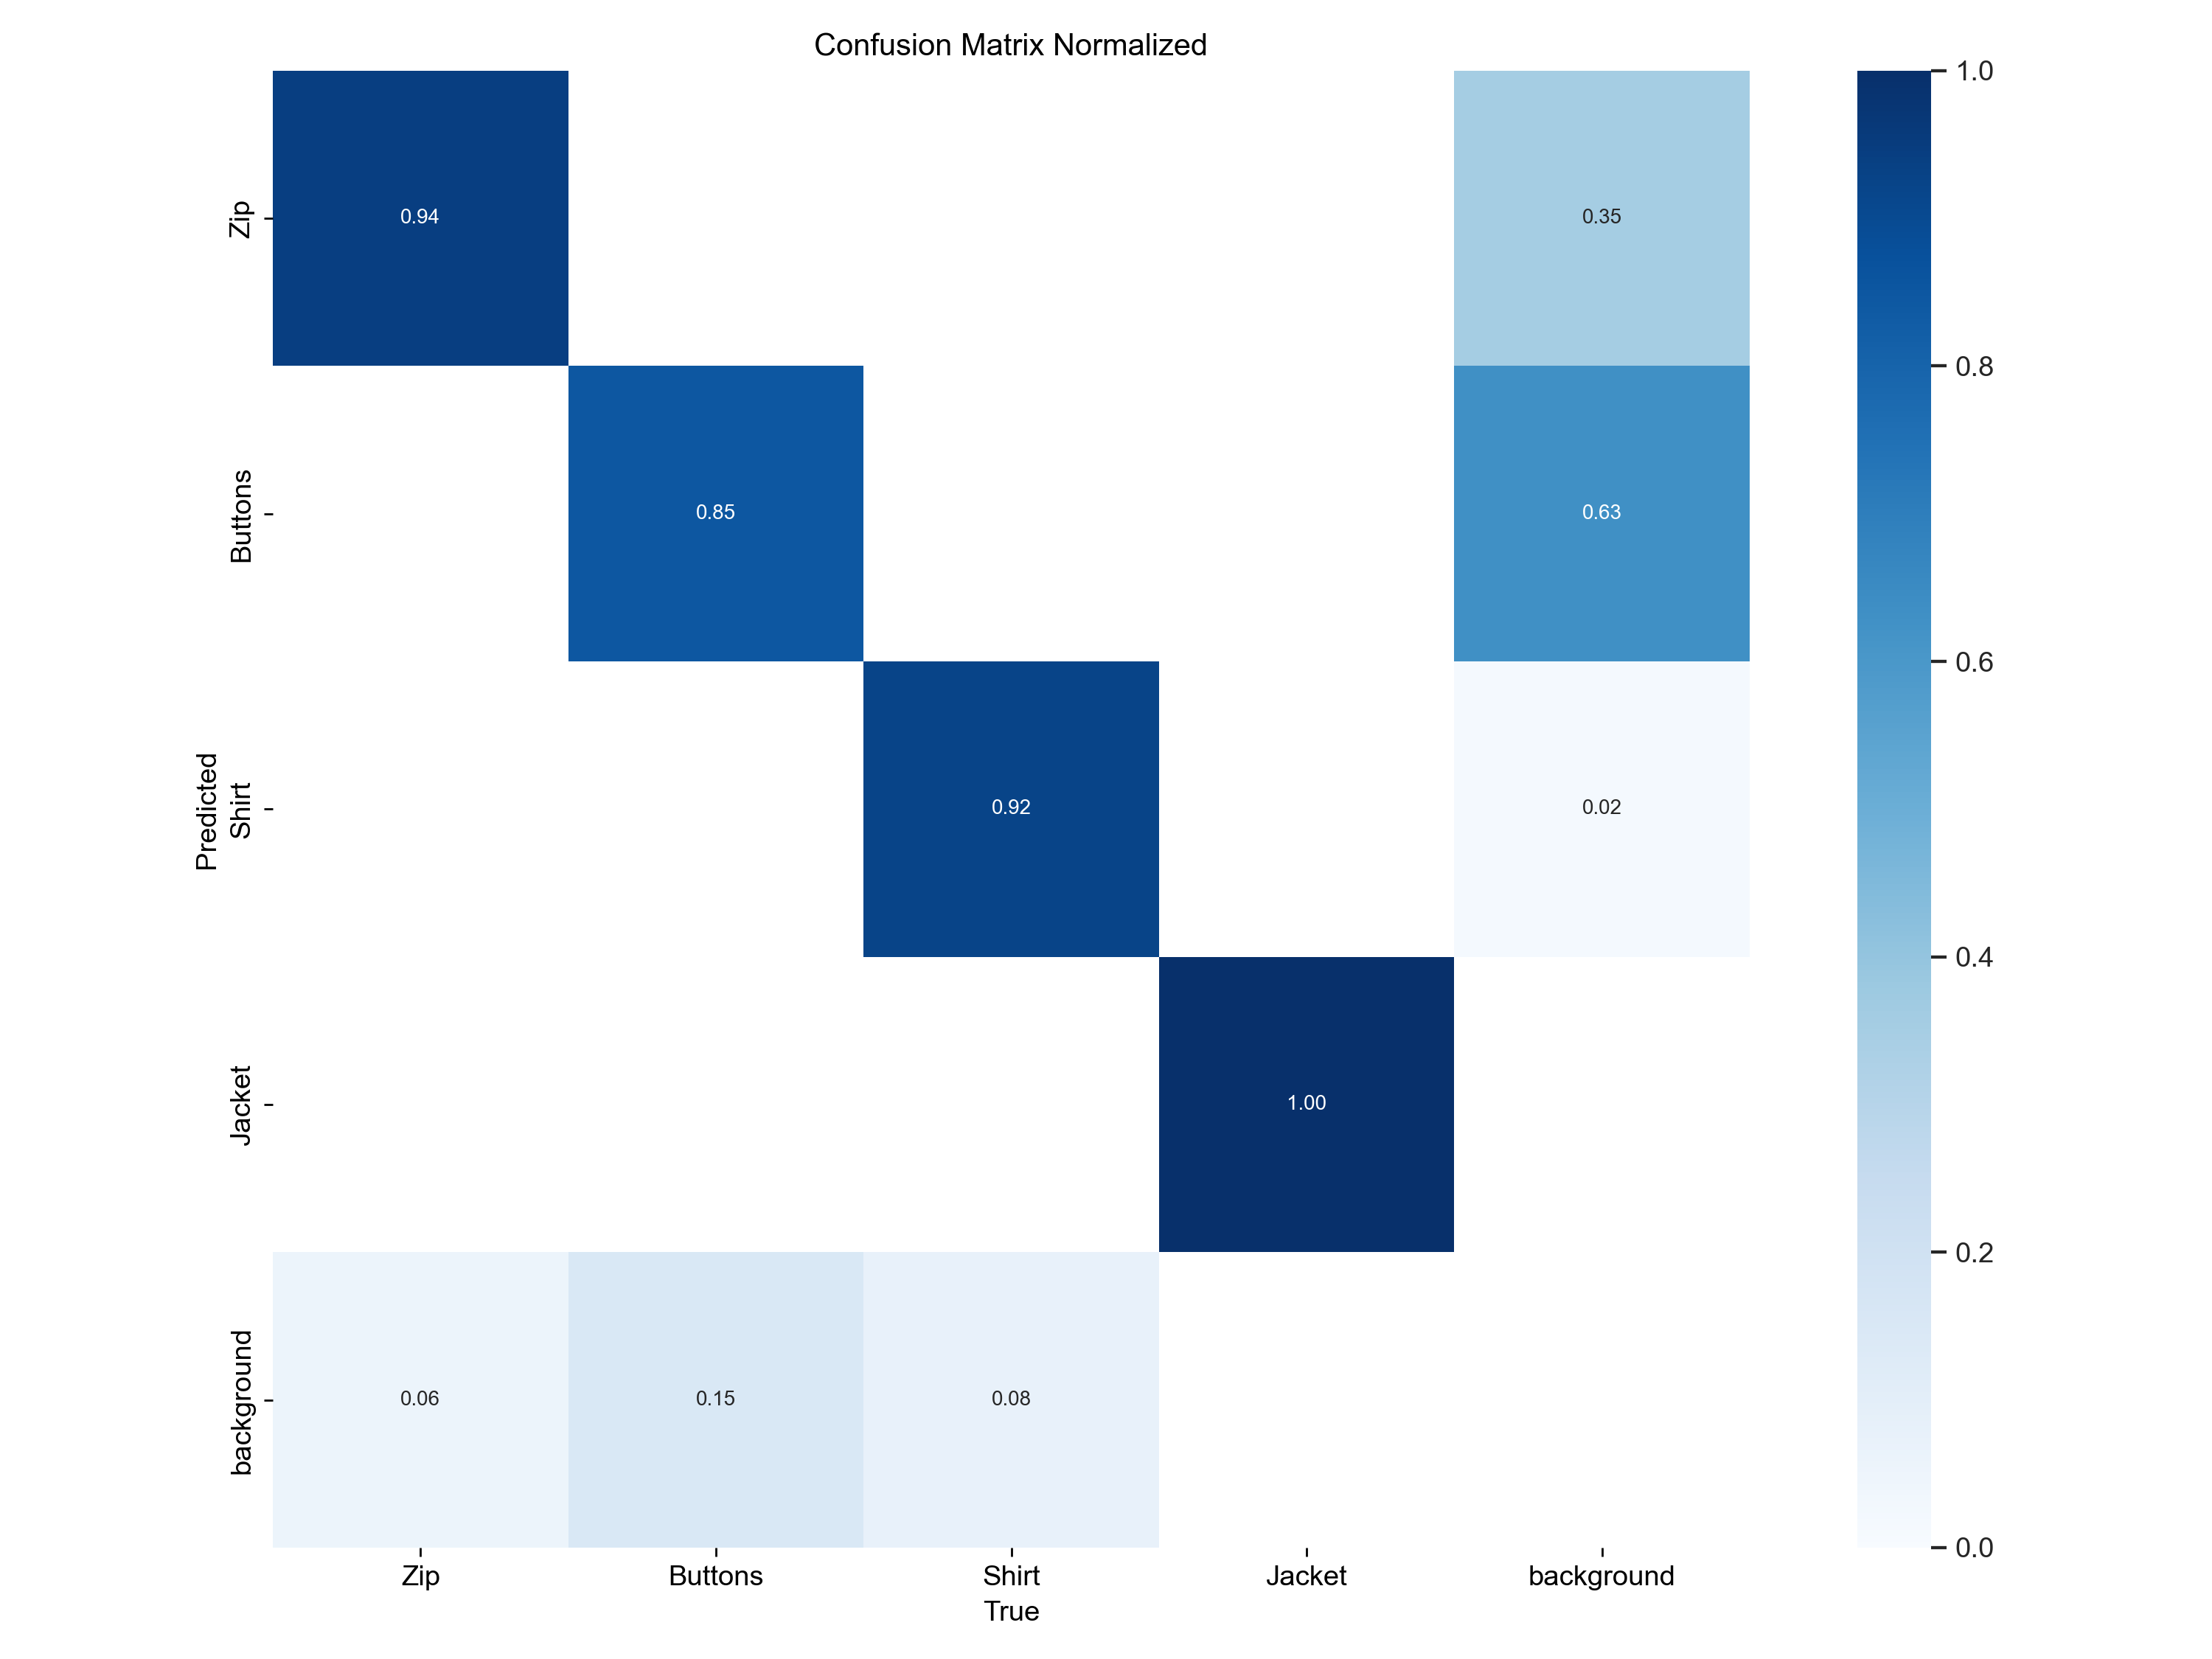 Confusion Matrix Normalized
Zip
0.94
0.35
Buttons
0.85
0.63
Predicted
Shirt
0.92
0.02
Jacket
1.00
background
0.06
0.15
0.08
Zip
Buttons
Shirt
Jacket
background
True
1.0
0.8
0.6
0.4
0.2
0.0